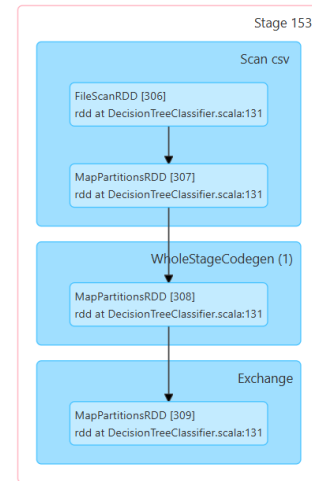 Stage 153
Scan csv
FileScanRDD [306]
rdd at DecisionTreeClassifier.scala:131
MapPartitionsRDD [307]
rdd at DecisionTreeClassifier.scala:131
WholeStageCodegen (1)
MapPartitionsRDD [308]
rdd at DecisionTreeClassifier.scala:131
Exchange
MapPartitionsRDD [309]
rdd at DecisionTreeClassifier.scala:131